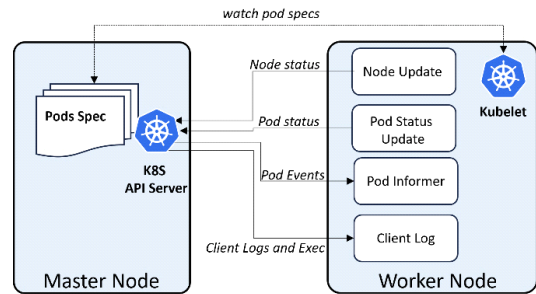 watch pod specs
Node status
Node Update
Kubelet
Pods Spec
Pod status
Pod Status
Update
K8S
API Server
Pod Events
Pod Informer
Client Logs and Exec
Client Log
Master Node
Worker Node